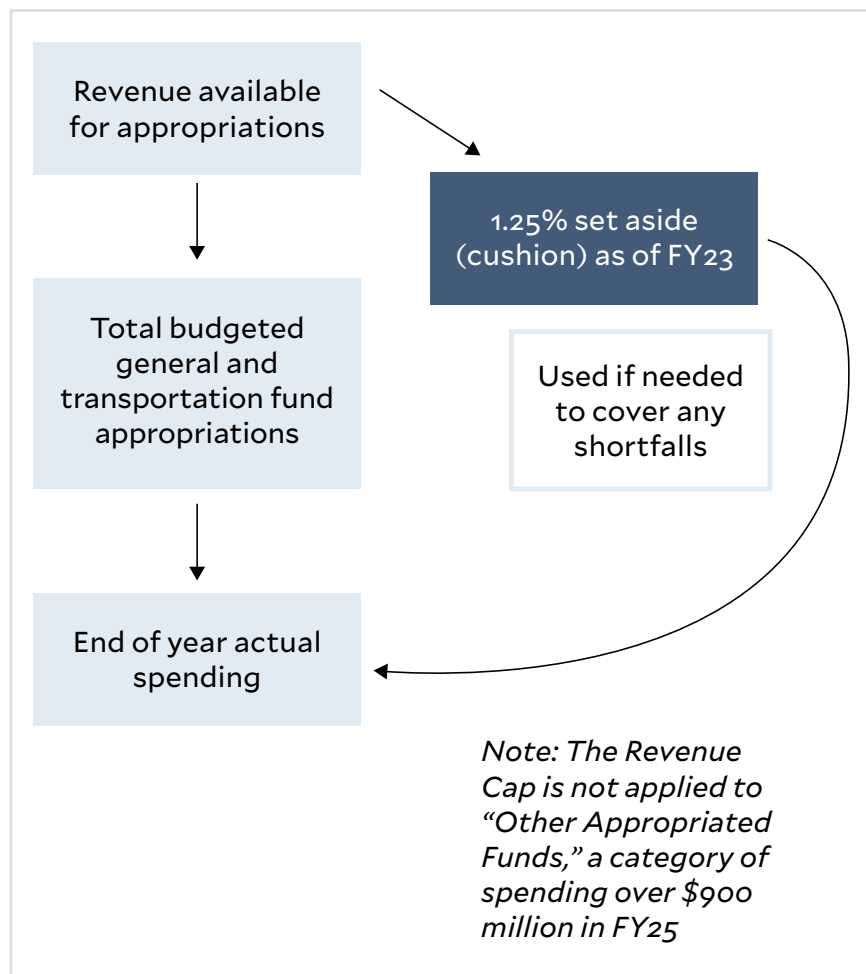 Revenue available
for appropriations
1.25% set aside
(cushion) as of FY23
Total budgeted
general and
transportation fund
appropriations
Used if needed
to cover any
shortfalls
End of year actual
spending
Note: The Revenue
Cap is not applied to
“Other Appropriated
Funds,” a category of
spending over $900
million in FY25